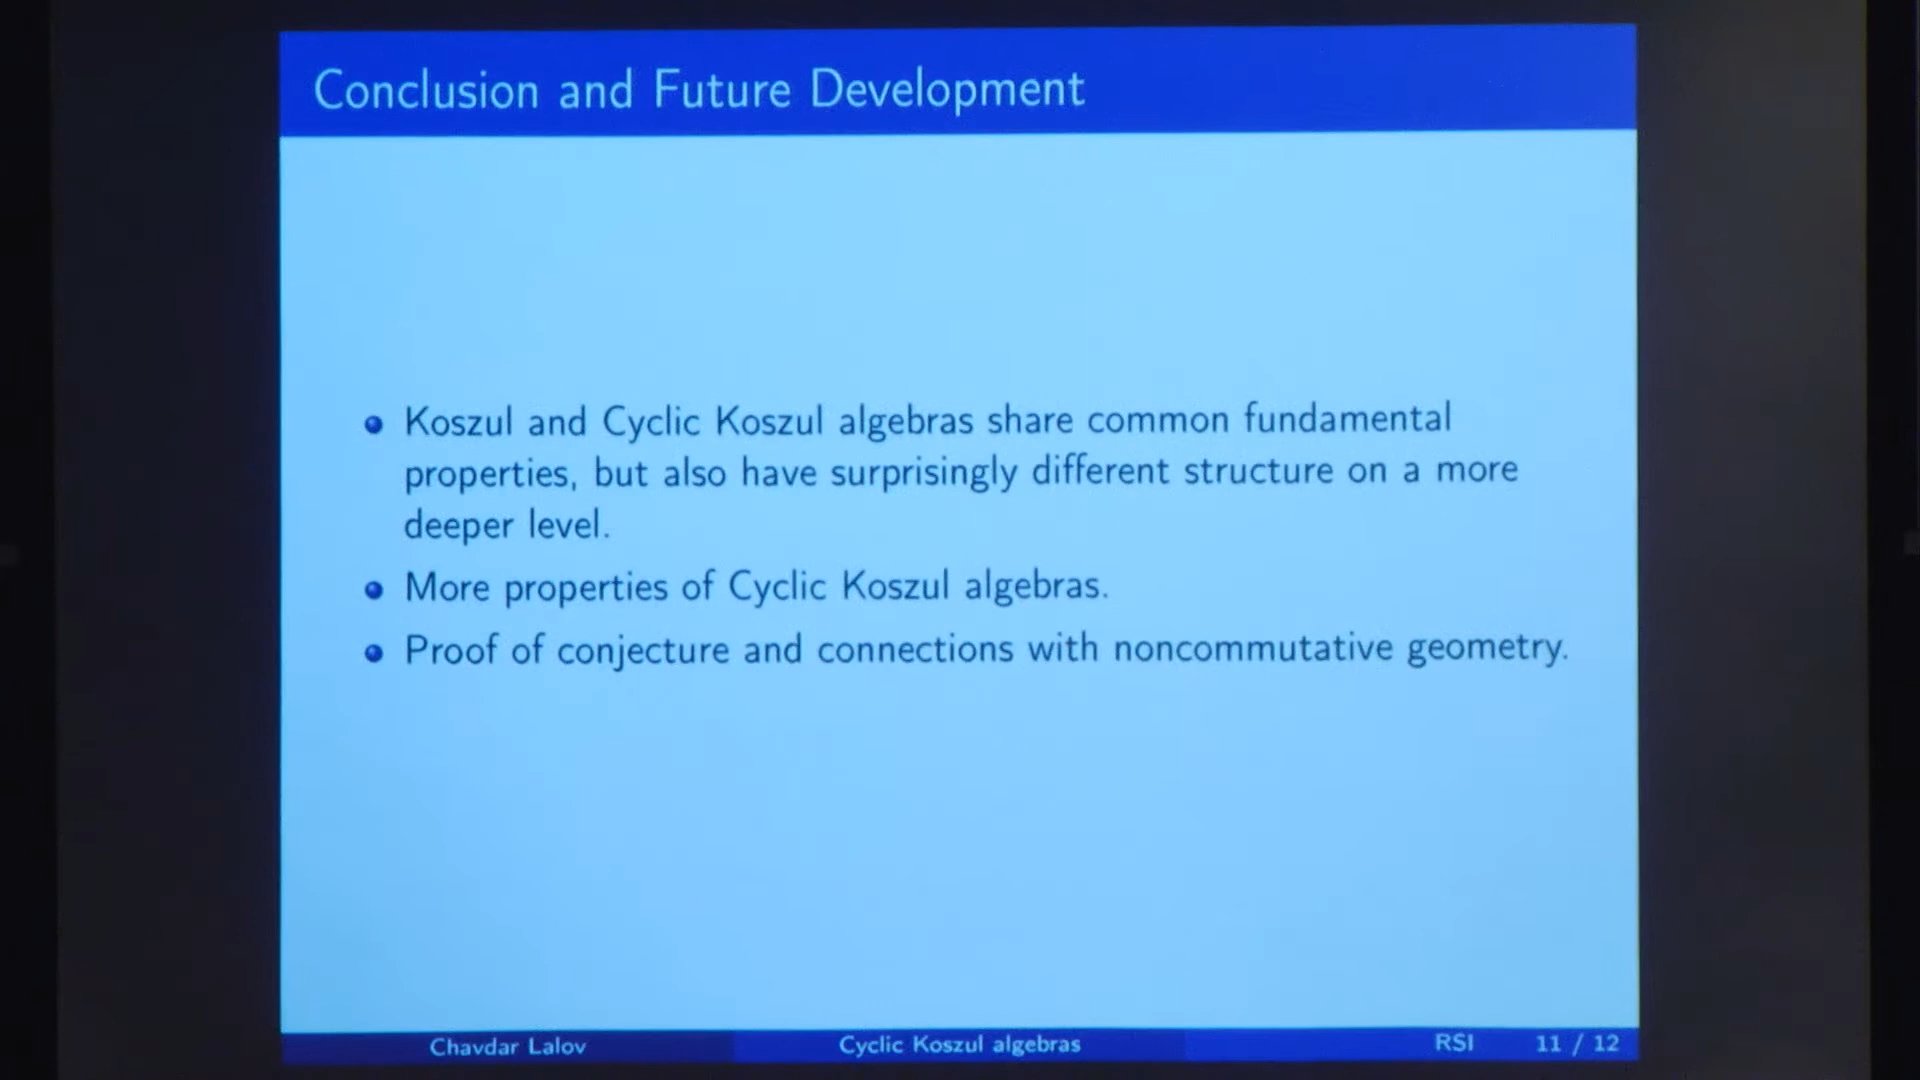 Conclusion and Future Development
Koszul and Cyclic Koszul algebras share common fundamental
properties, but also have surprisingly different structure on a more
deeper level.
More properties of Cyclic Koszul algebras.
Proof of conjecture and connections with noncommutative geometry.
Chavdar Lalov Cyclic Koszul algebras RSI 11 / 12